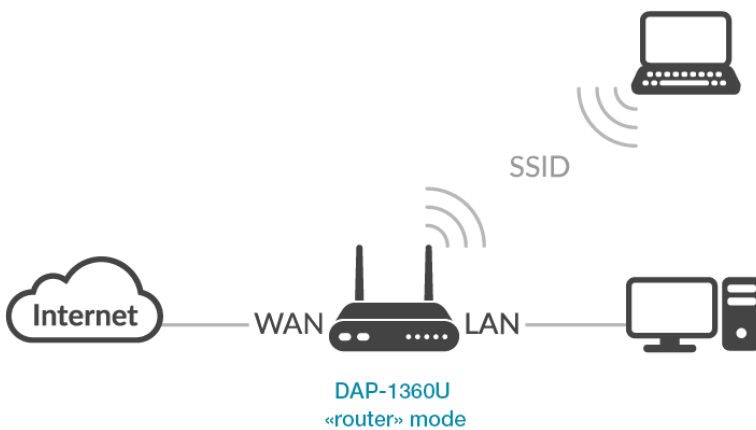 SSID
Internet
WAN
LAN
DAP-1360U
«router» mode